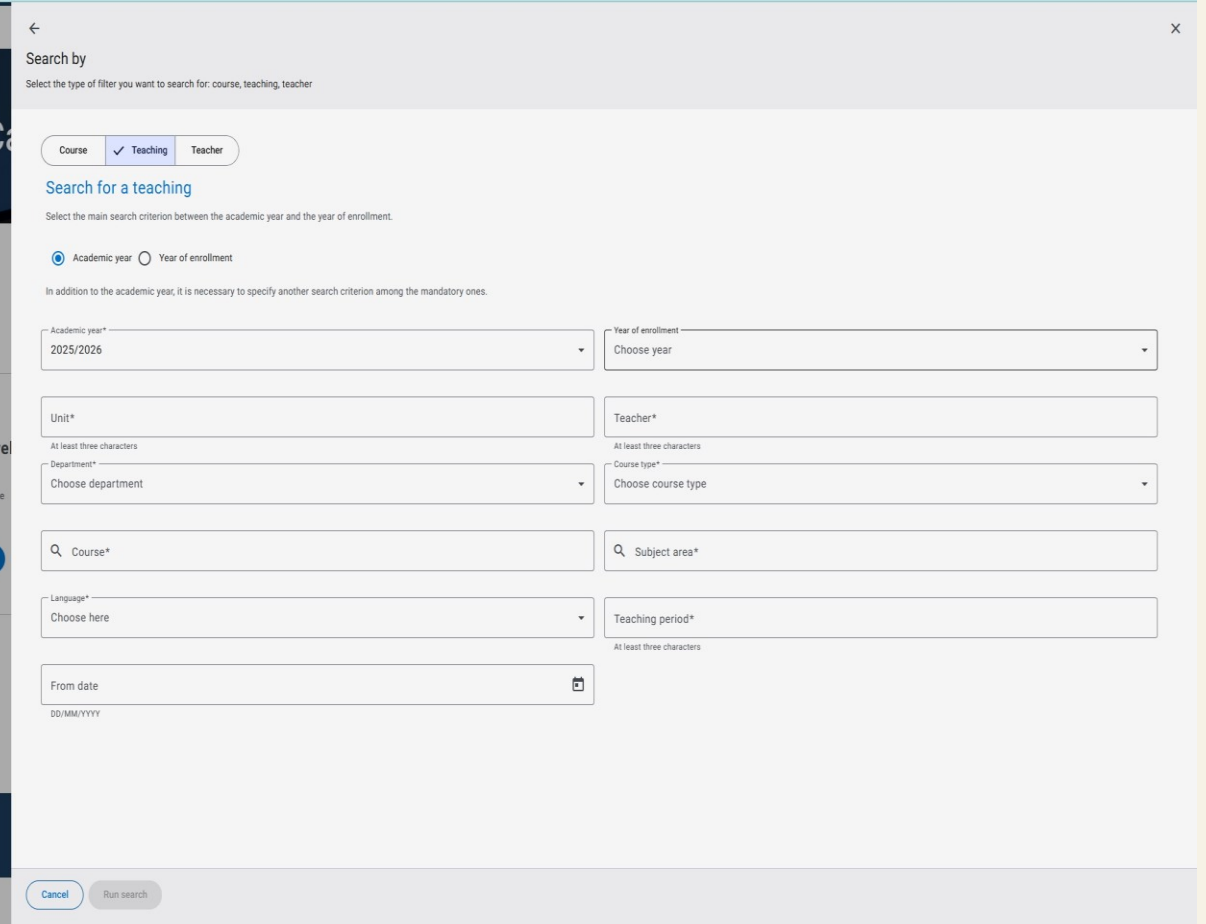 Search by
Select the type of filter you want to search for: course, teaching, teacher
Course Teaching Teacher
Search for a teaching
Select the main search criterion between the academic year and the year of enrollment.
Academic year Year of enrollment
In addition to the academic year, it is necessary to specify another search criterion among the mandatory ones.
Academic year* Year of enrollment
2025/2026 Choose year
Unit* Teacher*
At least three characters At least three characters
Department* Course type*
Choose department Choose course type
Course* Subject area*
Language*
Choose here Teaching period*
At least three characters
From date
DD/MM/YYYY
Cancel Run search